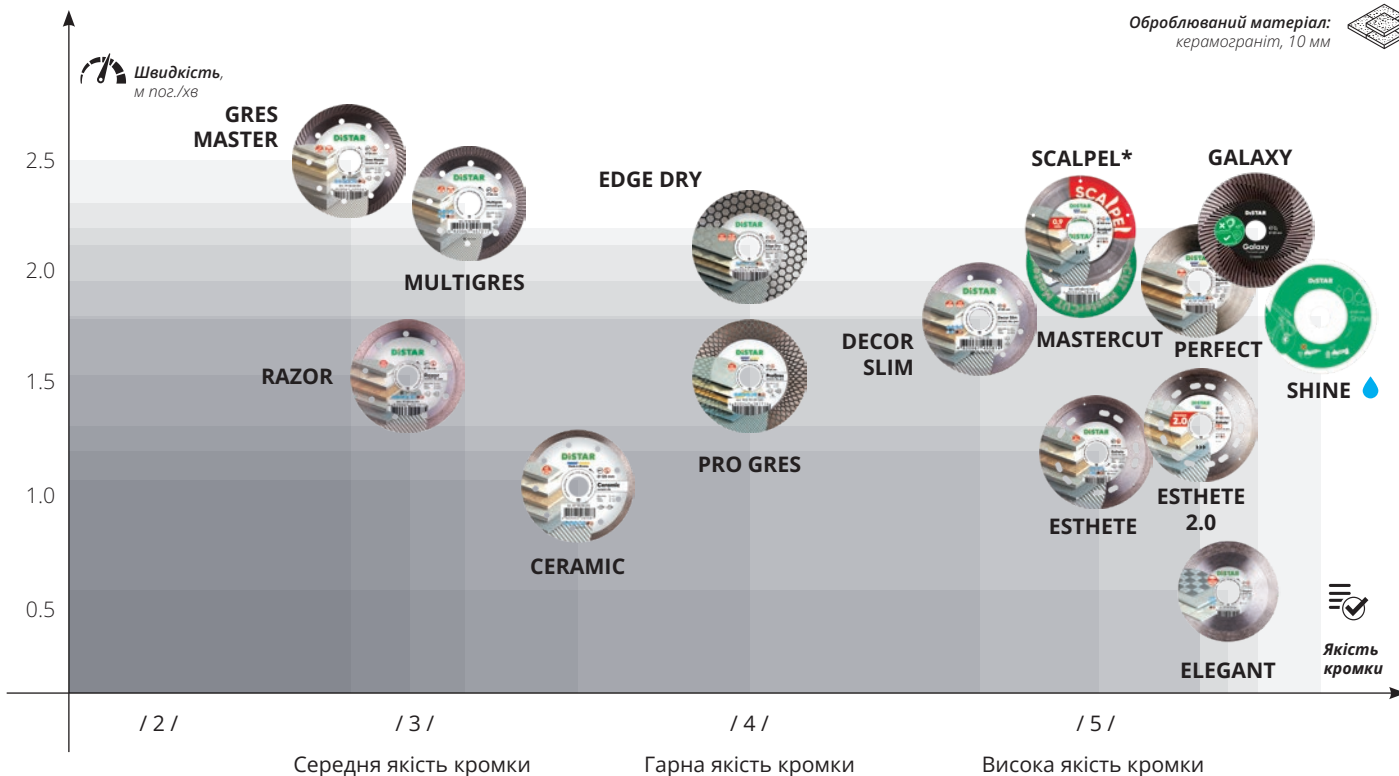 Оброблюваний матеріал:
керамограніт, 10 мм
Швидкість,
м пог./хв
GRES
MASTER
2.5
SCALPEL*
GALAXY
EDGE DRY
2.0
MULTIGRES
DECOR
SLIM
MASTERCUT
PERFECT
RAZOR
1.5
SHINE
PRO GRES
1.0
ESTHETE
ESTHETE
2.0
CERAMIC
0.5
ELEGANT
Якість
кромки
/ 2 /
/ 3 /
/ 4 /
/ 5 /
Середня якість кромки
Гарна якість кромки
Висока якість кромки